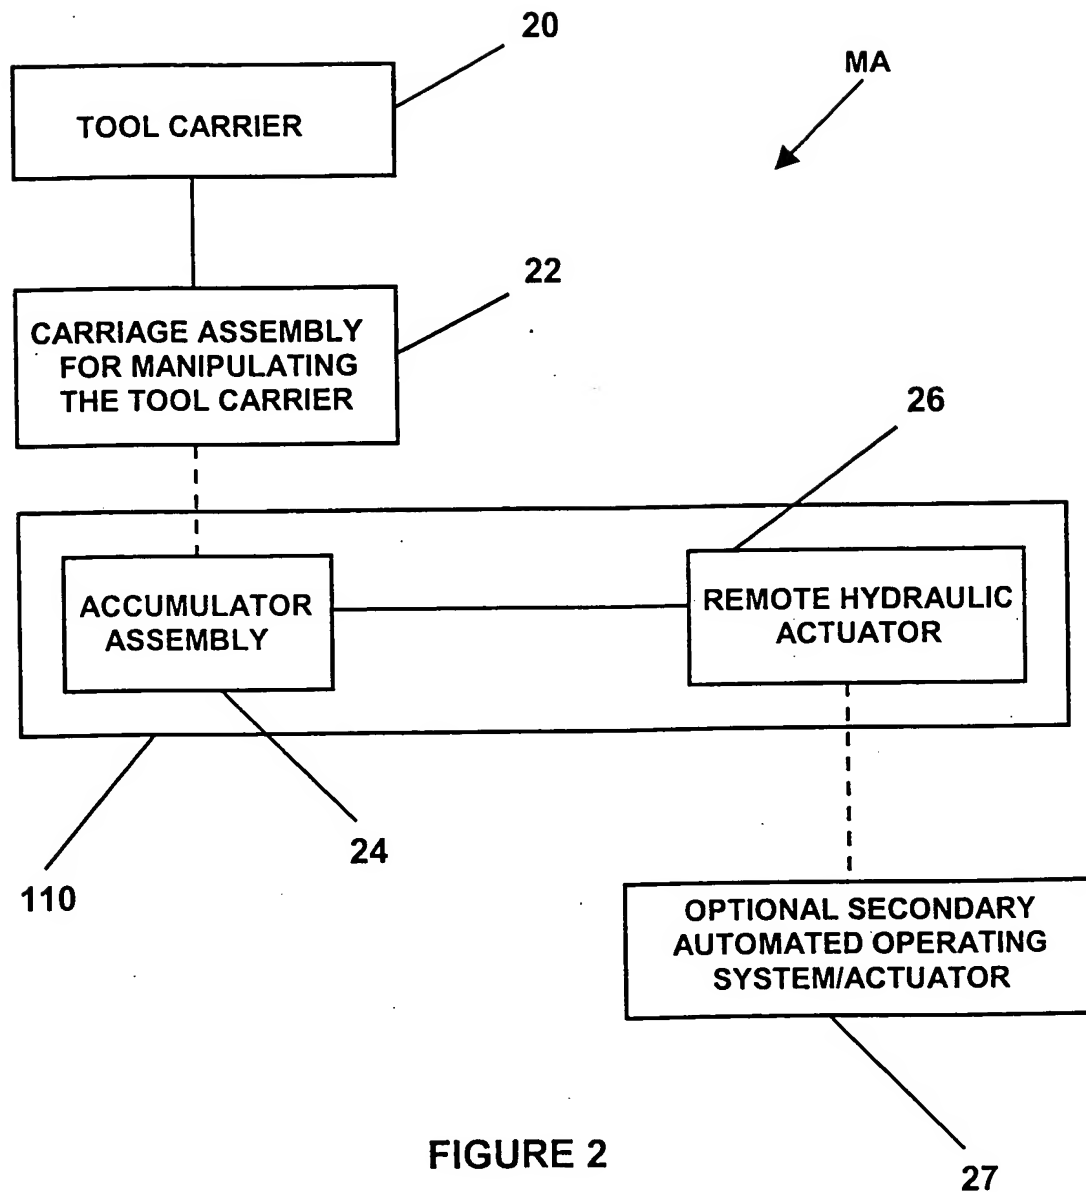 20
MA
TOOL CARRIER
22
CARRIAGE ASSEMBLY
FOR MANIPULATING
THE TOOL CARRIER
26
ACCUMULATOR
ASSEMBLY
REMOTE HYDRAULIC
ACTUATOR
24
110
OPTIONAL SECONDARY
AUTOMATED OPERATING
SYSTEM/ACTUATOR
FIGURE 2
27